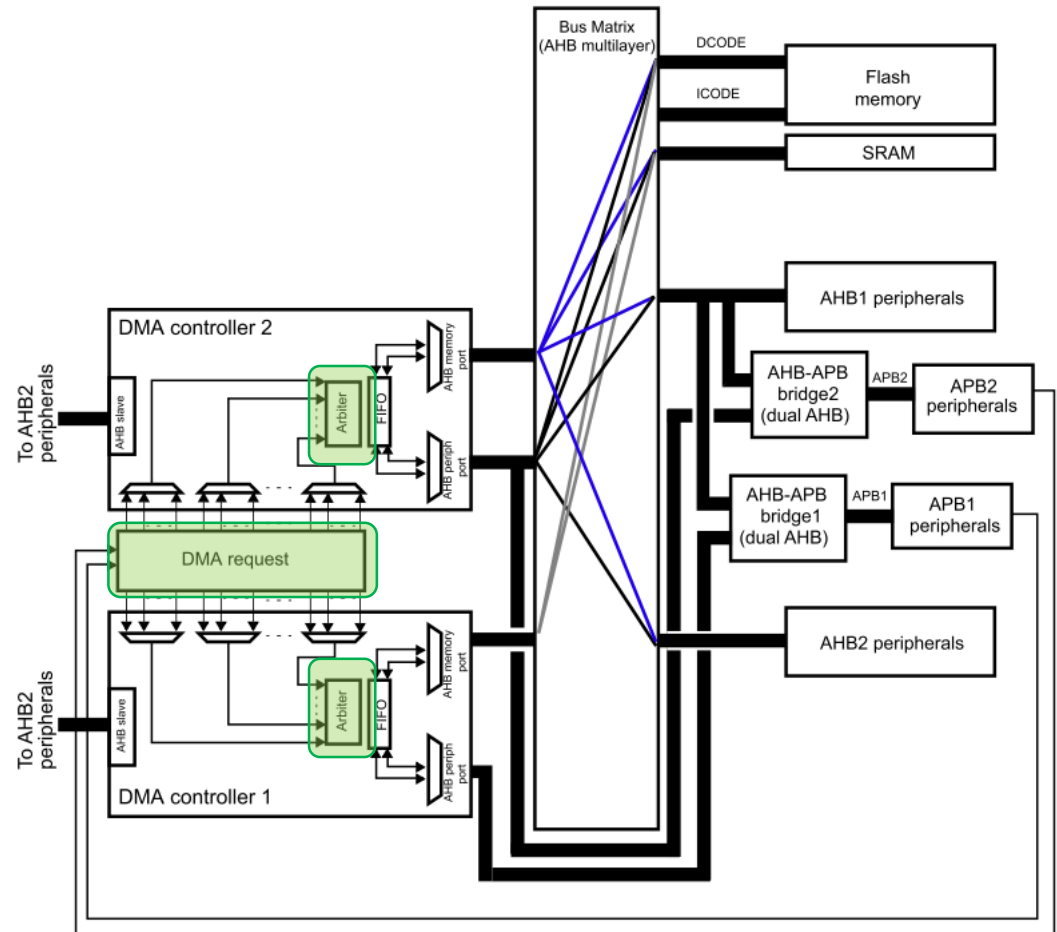 Bus Matrix
(AHB multilayer)
DCODE
ICODE
Flash
memory
SRAM
AHB1 peripherals
AHB-APB
bridge2
(dual AHB)
APB2
APB2
peripherals
AHB-APB
bridge1
(dual AHB)
APB1
APB1
peripherals
AHB2 peripherals
DMA controller 2
To AHB2
peripherals
AHB slave
Arbiter
FIFO
AHB memory
port
AHB periph
port
DMA request
To AHB2
peripherals
AHB slave
Arbiter
FIFO
AHB memory
port
AHB periph
port
DMA controller 1